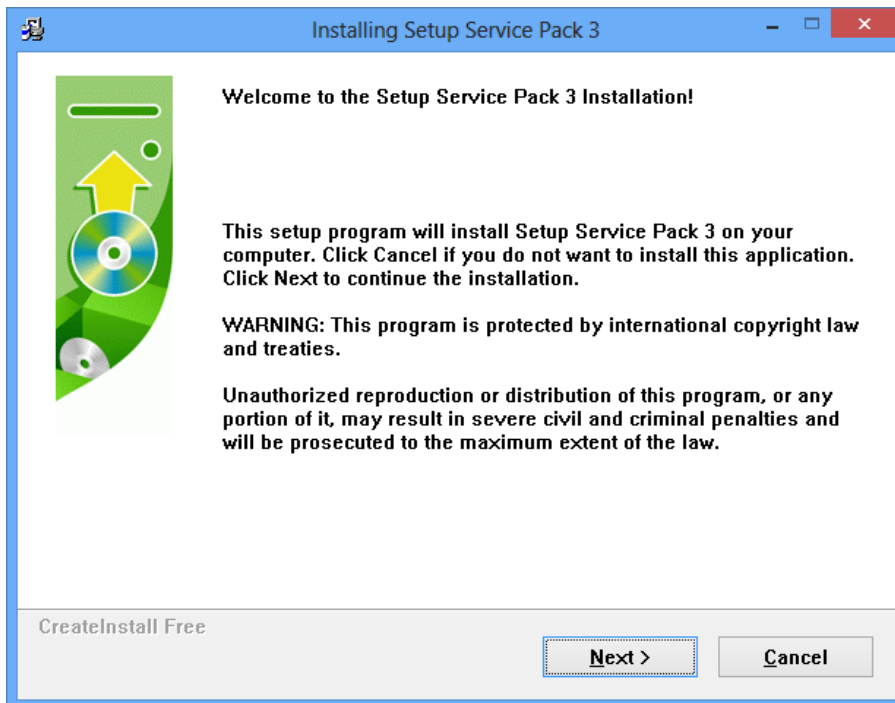 Installing Setup Service Pack 3
Welcome to the Setup Service Pack 3 Installation!
This setup program will install Setup Service Pack 3 on your
computer. Click Cancel if you do not want to install this application.
Click Next to continue the installation.
WARNING: This program is protected by international copyright law
and treaties.
Unauthorized reproduction or distribution of this program, or any
portion of it, may result in severe civil and criminal penalties and
will be prosecuted to the maximum extent of the law.
CreateInstall Free
Next >
Cancel